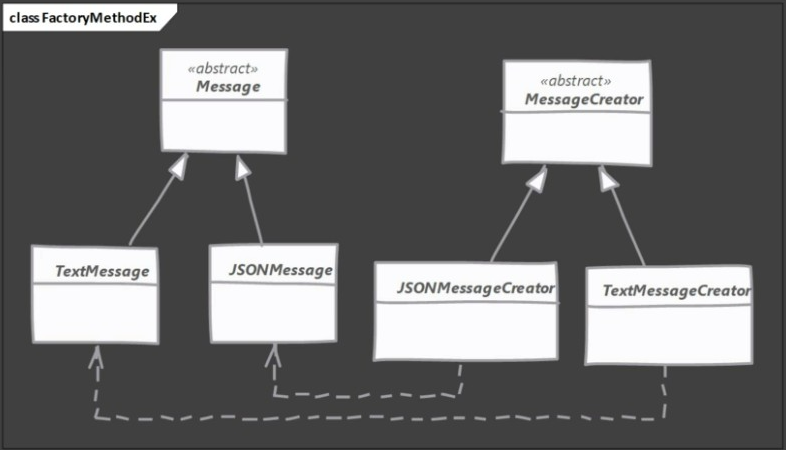 class FactoryMethodEx
«abstract»
Message
«abstract»
MessageCreator
TextMessage
JSONMessage
JSONMessageCreator
TextMessageCreator